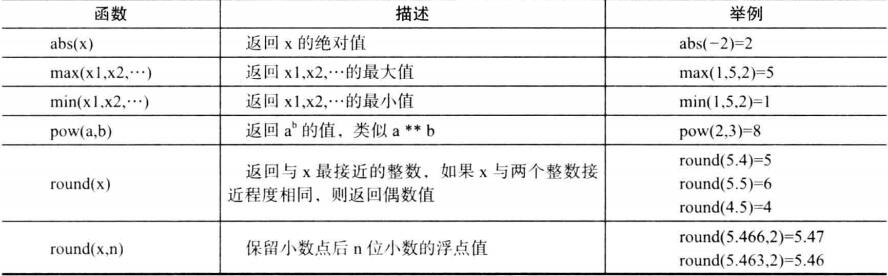 函数 描述 举例
abs(x) 返回 x 的绝对值 abs(−2)=2
max(x1,x2,⋯) 返回 x1,x2,⋯的最大值 max(1,5,2)=5
min(x1,x2,⋯) 返回 x1,x2,⋯的最小值 min(1,5,2)=1
pow(a,b) 返回 aᵇ 的值，类似 a ** b pow(2,3)=8
round(x) 返回与 x 最接近的整数，如果 x 与两个整数接
近程度相同，则返回偶数值
round(5.4)=5
round(5.5)=6
round(4.5)=4
round(x,n) 保留小数点后 n 位小数的浮点值
round(5.466,2)=5.47
round(5.463,2)=5.46